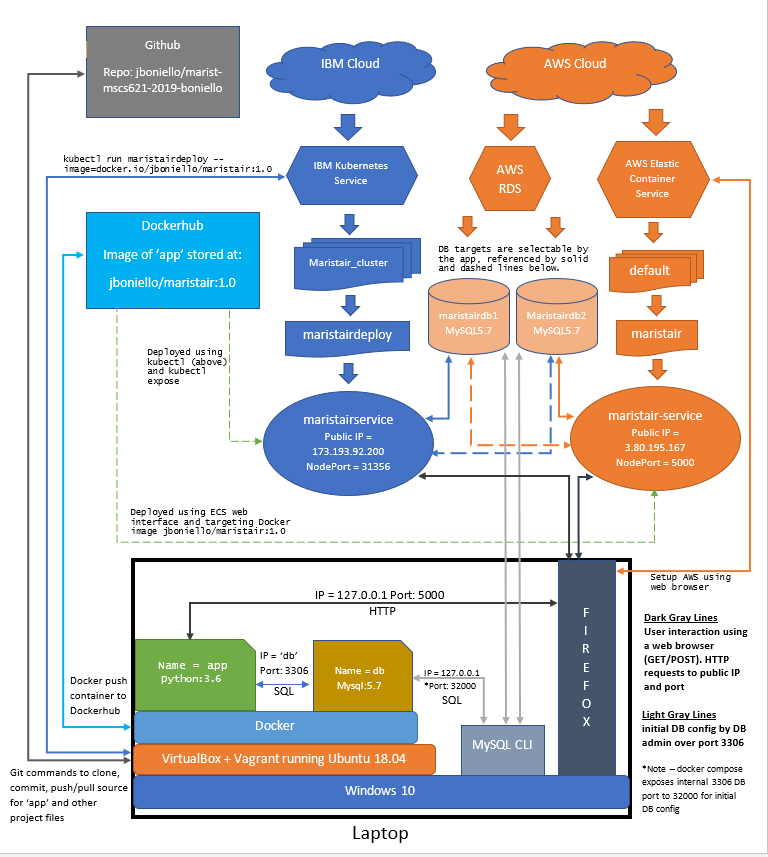 Github
Repo: jboniello/marist-
mscs621-2019-boniello
IBM Cloud
AWS Cloud
kubectl run maristairdeploy --
image=docker.io/jboniello/maristair:1.0
IBM Kubernetes
Service
AWS
RDS
AWS Elastic
Container
Service
Dockerhub
Image of ‘app’ stored at:
jboniello/maristair:1.0
Maristair_cluster
DB targets are selectable by
the app, referenced by solid
and dashed lines below.
default
maristairdb1
MySQL5.7
Maristairdb2
MySQL5.7
maristairdeploy
maristair
Deployed using
kubectl (above)
and kubectl
expose
maristairservice
Public IP =
173.193.92.200
NodePort = 31356
maristair-service
Public IP =
3.80.195.167
NodePort = 5000
Deployed using ECS web
interface and targeting Docker
image jboniello/maristair:1.0
Setup AWS using
web browser
IP = 127.0.0.1 Port: 5000
HTTP
F
I
R
E
F
O
X
Dark Gray Lines
User interaction using
a web browser
(GET/POST). HTTP
requests to public IP
and port
Name = app
python:3.6
IP = ‘db’
Port: 3306
SQL
Name = db
Mysql:5.7
IP = 127.0.0.1
*Port: 32000
SQL
Docker push
container to
Dockerhub
Light Gray Lines
initial DB config by DB
admin over port 3306
Docker
MySQL CLI
VirtualBox + Vagrant running Ubuntu 18.04
*Note – docker compose
exposes internal 3306 DB
port to 32000 for initial
DB config
Git commands to clone,
commit, push/pull source
for ‘app’ and other
project files
Windows 10
Laptop